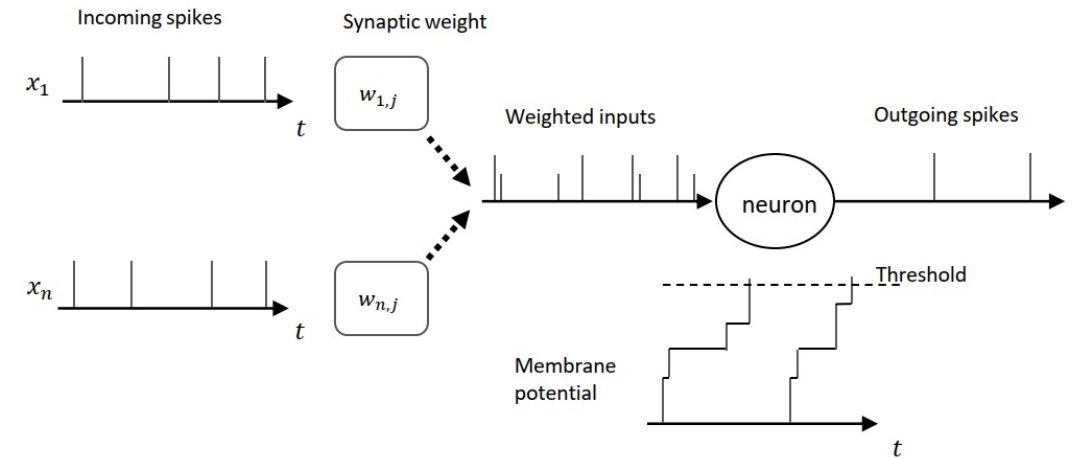 Incoming spikes
Synaptic weight
x₁
w₁,ⱼ
t
Weighted inputs
Outgoing spikes
neuron
xₙ
wₙ,ⱼ
t
Threshold
Membrane
potential
t